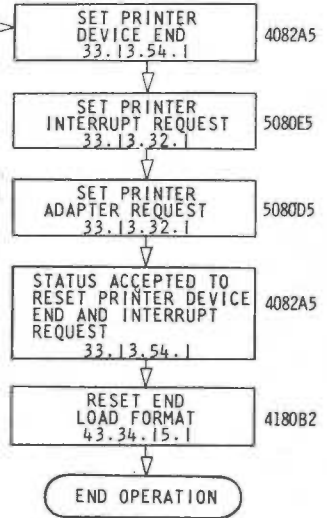 SET PRINTER
DEVICE END
33.13.54.1
4082A5
SET PRINTER
INTERRUPT REQUEST
33.13.32.1
5080E5
SET PRINTER
ADAPTER REQUEST
33.13.32.1
5080D5
STATUS ACCEPTED TO
RESET PRINTER DEVICE
END AND INTERRUPT
REQUEST
33.13.54.1
4082A5
RESET END
LOAD FORMAT
43.34.15.1
4180B2
END OPERATION